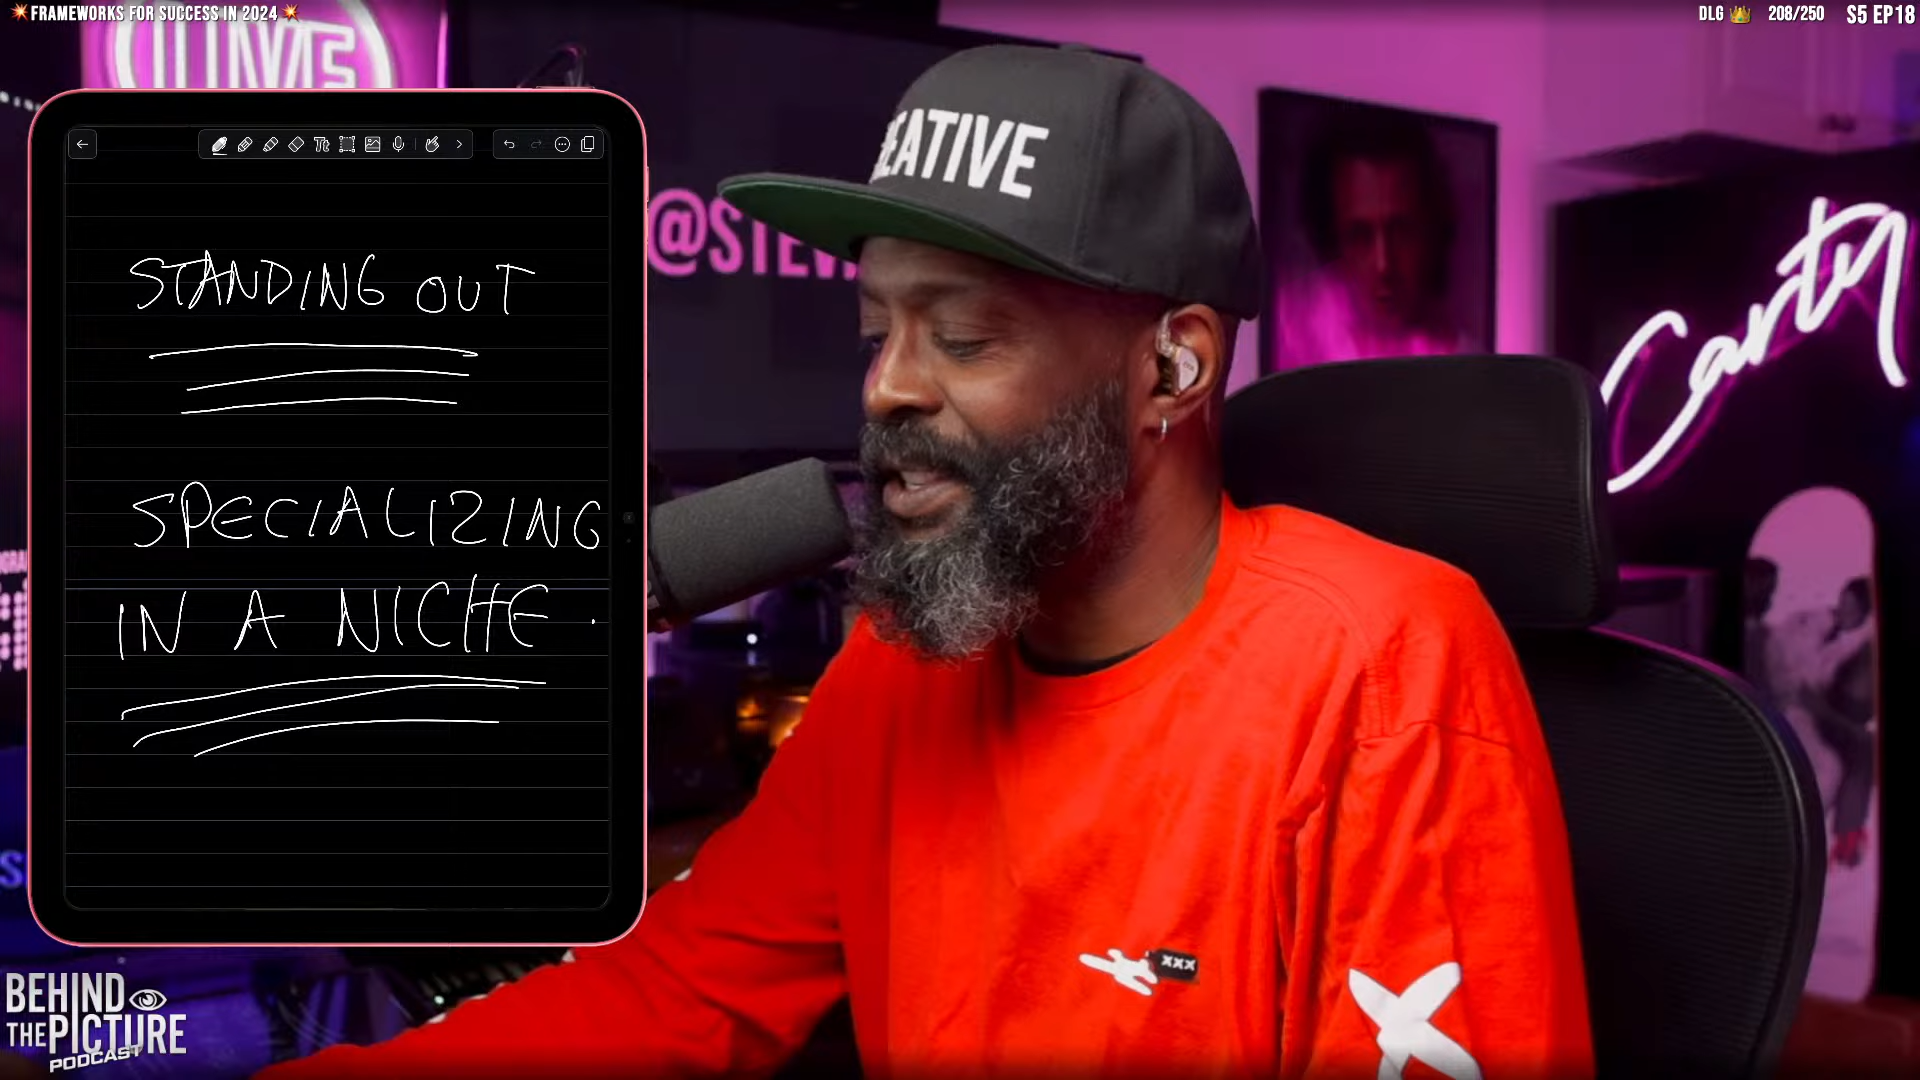 💥FRAMEWORKS FOR SUCCESS IN 2024💥
DLG 👑 208/250 S5 EP18
STANDING OUT
SPECIALIZING
IN A NICHE.
EATIVE
@STEV
Carty
XXX
BEHIND
THE PICTURE
PODCAST